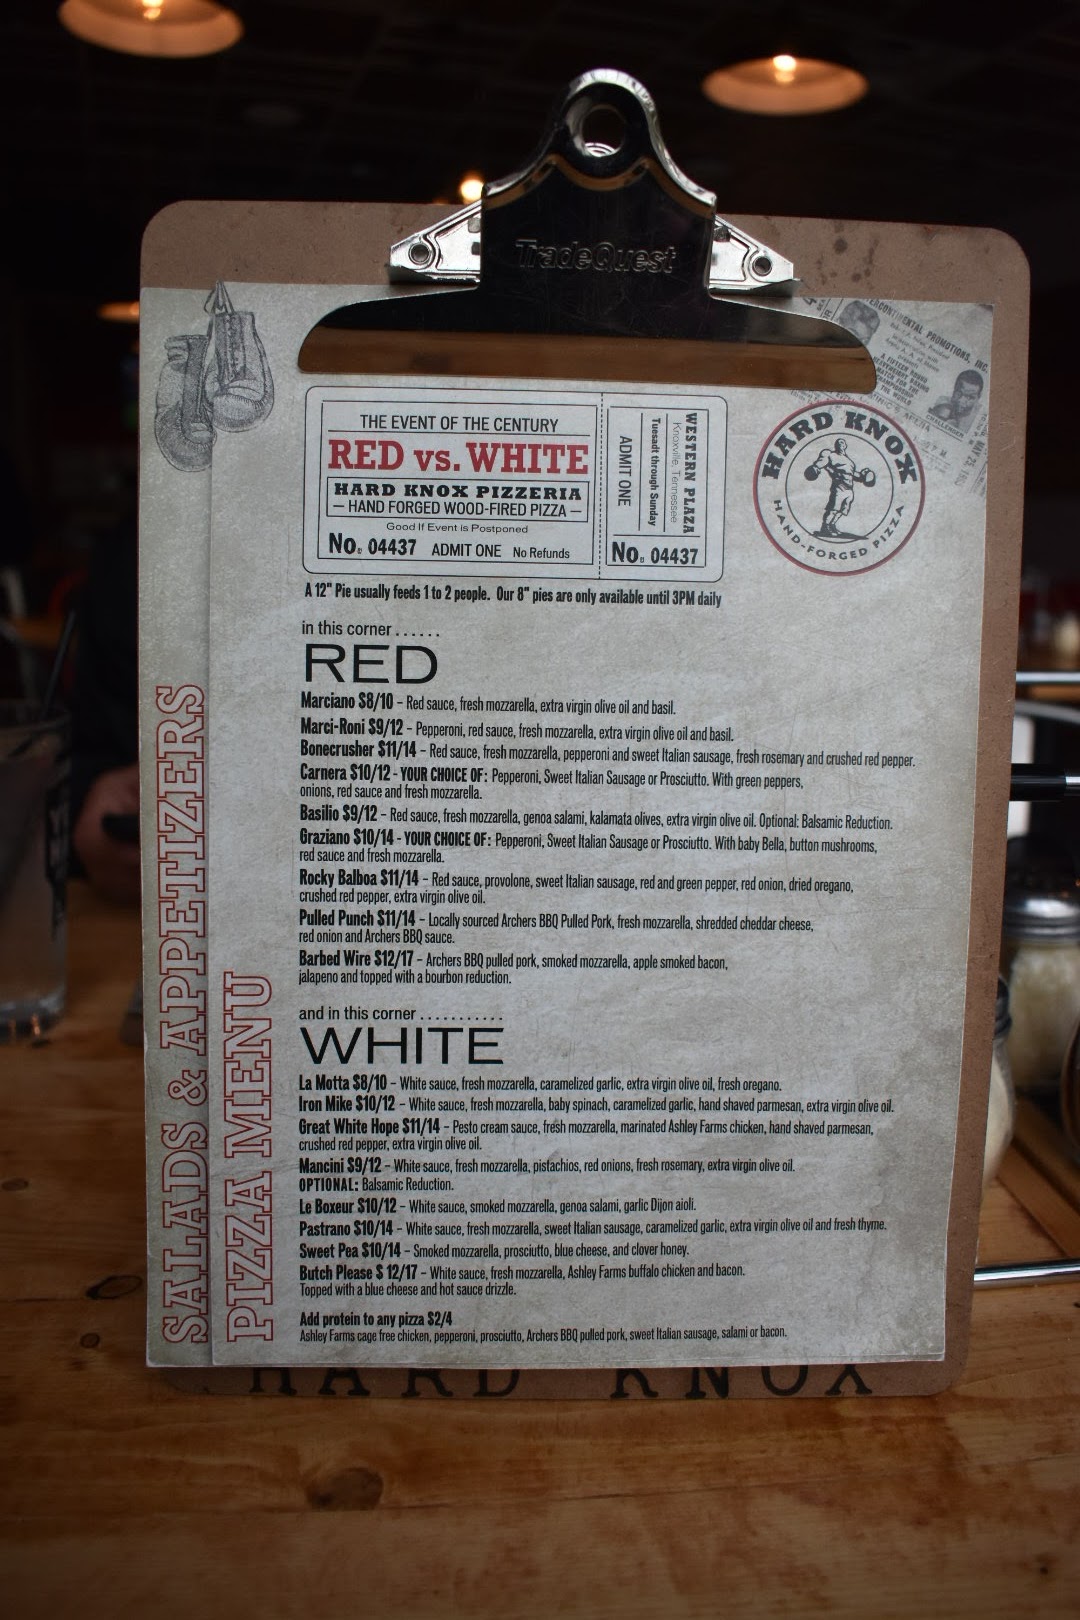 TradeQuest
THE EVENT OF THE CENTURY
RED vs. WHITE
HARD KNOX PIZZERIA
– HAND FORGED WOOD-FIRED PIZZA –
Good If Event is Postponed
No. 04437 ADMIT ONE No Refunds
WESTERN PLAZA
Knoxville, Tennessee
Tuesadt through Sunday
ADMIT ONE
No. 04437
HARD KNOX
HAND-FORGED PIZZA
A 12" Pie usually feeds 1 to 2 people. Our 8" pies are only available until 3PM daily
in this corner . . . . . .
RED
Marciano $8/10 – Red sauce, fresh mozzarella, extra virgin olive oil and basil.
Marci-Roni $9/12 – Pepperoni, red sauce, fresh mozzarella, extra virgin olive oil and basil.
Bonecrusher $11/14 – Red sauce, fresh mozzarella, pepperoni and sweet Italian sausage, fresh rosemary and crushed red pepper.
Carnera $10/12 - YOUR CHOICE OF: Pepperoni, Sweet Italian Sausage or Prosciutto. With green peppers,
onions, red sauce and fresh mozzarella.
Basilio $9/12 – Red sauce, fresh mozzarella, genoa salami, kalamata olives, extra virgin olive oil. Optional: Balsamic Reduction.
Graziano $10/14 - YOUR CHOICE OF: Pepperoni, Sweet Italian Sausage or Prosciutto. With baby Bella, button mushrooms,
red sauce and fresh mozzarella.
Rocky Balboa $11/14 – Red sauce, provolone, sweet Italian sausage, red and green pepper, red onion, dried oregano,
crushed red pepper, extra virgin olive oil.
Pulled Punch $11/14 – Locally sourced Archers BBQ Pulled Pork, fresh mozzarella, shredded cheddar cheese,
red onion and Archers BBQ sauce.
Barbed Wire $12/17 – Archers BBQ pulled pork, smoked mozzarella, apple smoked bacon,
jalapeno and topped with a bourbon reduction.
and in this corner . . . . . . . . . . .
WHITE
La Motta $8/10 – White sauce, fresh mozzarella, caramelized garlic, extra virgin olive oil, fresh oregano.
Iron Mike $10/12 – White sauce, fresh mozzarella, baby spinach, caramelized garlic, hand shaved parmesan, extra virgin olive oil.
Great White Hope $11/14 – Pesto cream sauce, fresh mozzarella, marinated Ashley Farms chicken, hand shaved parmesan,
crushed red pepper, extra virgin olive oil.
Mancini $9/12 – White sauce, fresh mozzarella, pistachios, red onions, fresh rosemary, extra virgin olive oil.
OPTIONAL: Balsamic Reduction.
Le Boxeur $10/12 – White sauce, smoked mozzarella, genoa salami, garlic Dijon aioli.
Pastrano $10/14 – White sauce, fresh mozzarella, sweet Italian sausage, caramelized garlic, extra virgin olive oil and fresh thyme.
Sweet Pea $10/14 – Smoked mozzarella, prosciutto, blue cheese, and clover honey.
Butch Please $ 12/17 – White sauce, fresh mozzarella, Ashley Farms buffalo chicken and bacon.
Topped with a blue cheese and hot sauce drizzle.
Add protein to any pizza $2/4
Ashley Farms cage free chicken, pepperoni, prosciutto, Archers BBQ pulled pork, sweet Italian sausage, salami or bacon.
SALADS & APPETIZERS
PIZZA MENU
HARD KNOX